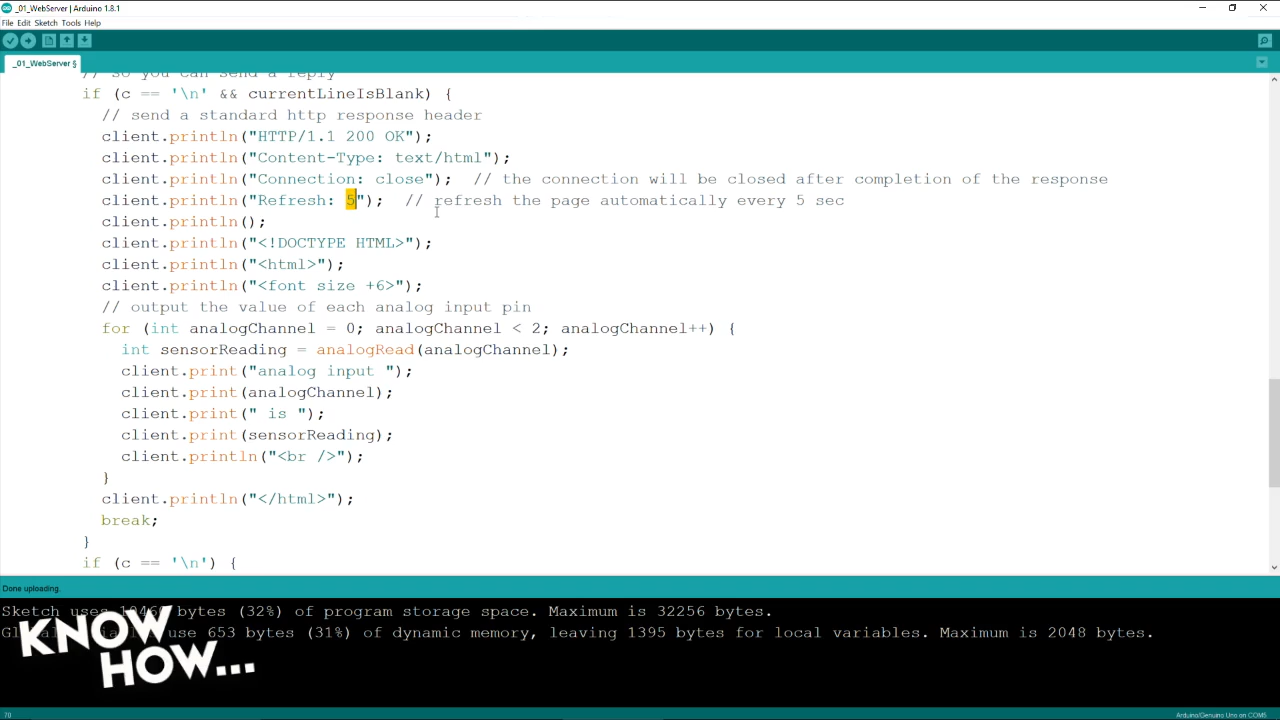 _01_WebServer | Arduino 1.8.1
File Edit Sketch Tools Help
_01_WebServer §
// so you can send a reply
if (c == '\n' && currentLineIsBlank) {
// send a standard http response header
client.println("HTTP/1.1 200 OK");
client.println("Content-Type: text/html");
client.println("Connection: close");  // the connection will be closed after completion of the response
client.println("Refresh: 5");  // refresh the page automatically every 5 sec
client.println();
client.println("<!DOCTYPE HTML>");
client.println("<html>");
client.println("<font size +6>");
// output the value of each analog input pin
for (int analogChannel = 0; analogChannel < 2; analogChannel++) {
int sensorReading = analogRead(analogChannel);
client.print("analog input ");
client.print(analogChannel);
client.print(" is ");
client.print(sensorReading);
client.println("<br />");
}
client.println("</html>");
break;
}
if (c == '\n') {
Done uploading.
Sketch uses 10460 bytes (32%) of program storage space. Maximum is 32256 bytes.
use 653 bytes (31%) of dynamic memory, leaving 1395 bytes for local variables. Maximum is 2048 bytes.
KNOW
HOW...
70
Arduino/Genuino Uno on COM5